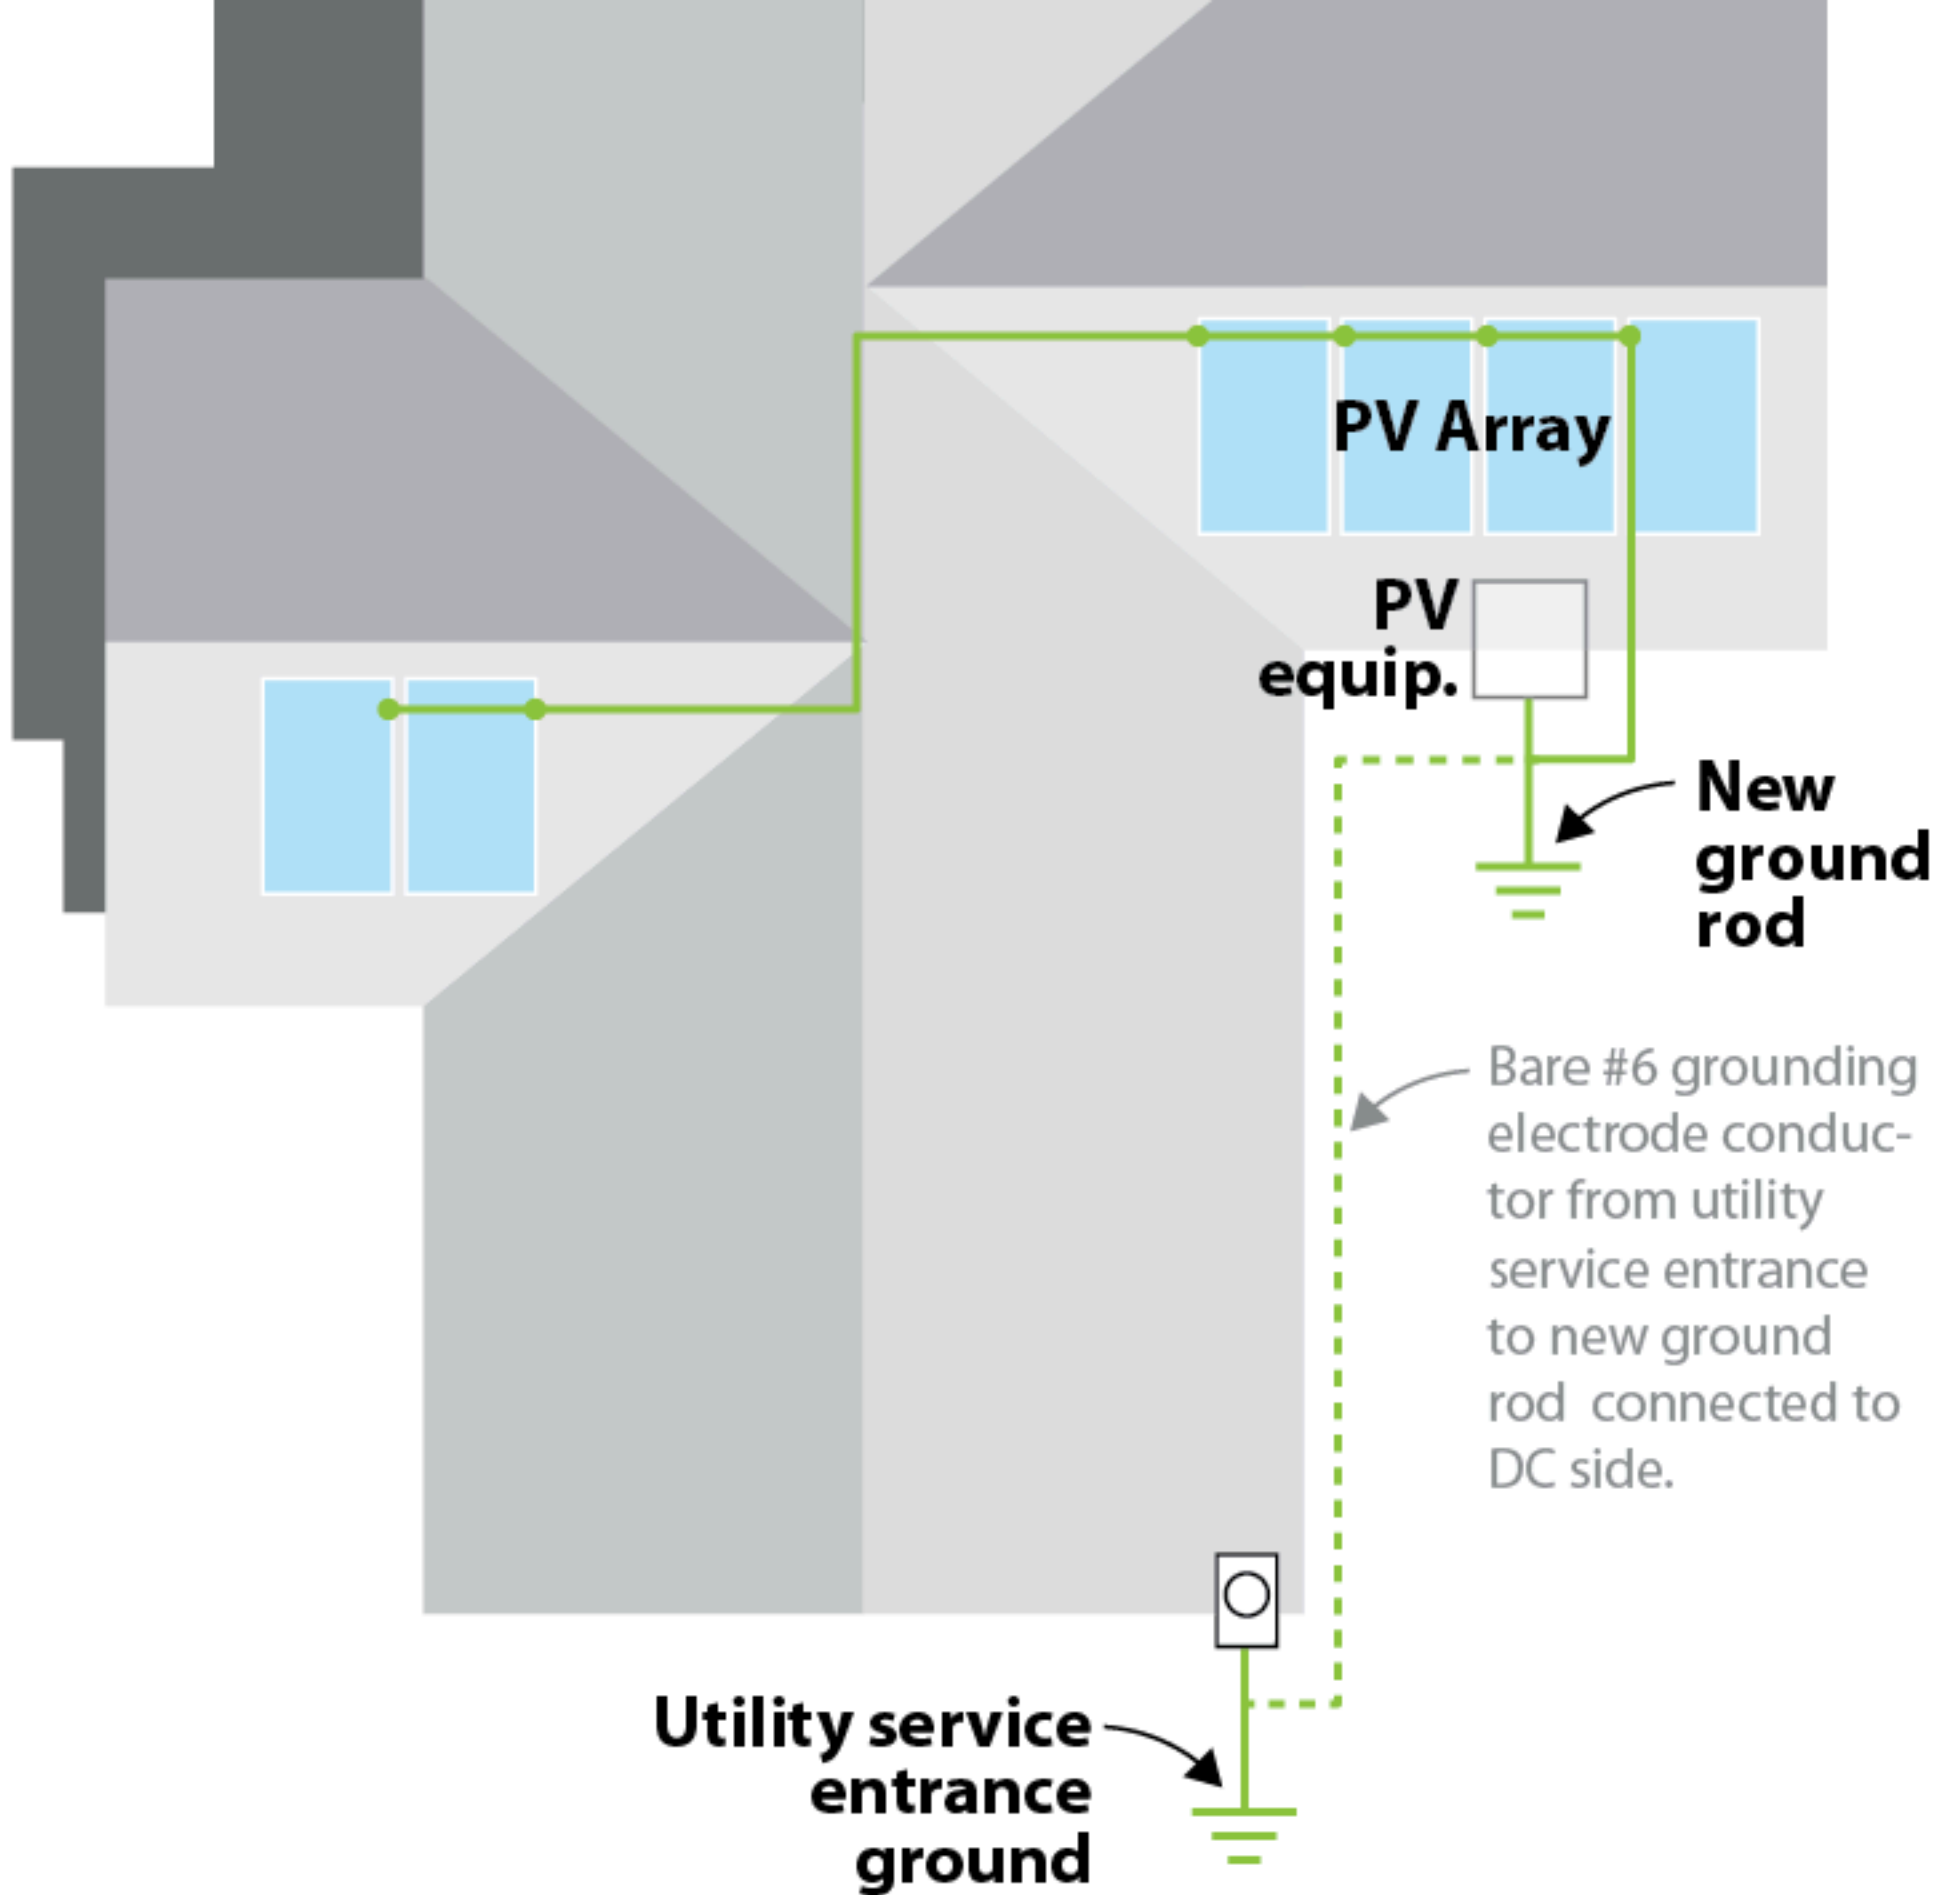 PV Array
PV
equip.
New
ground
rod
Bare #6 grounding
electrode conduc-
tor from utility
service entrance
to new ground
rod  connected to
DC side.
Utility service
entrance
ground